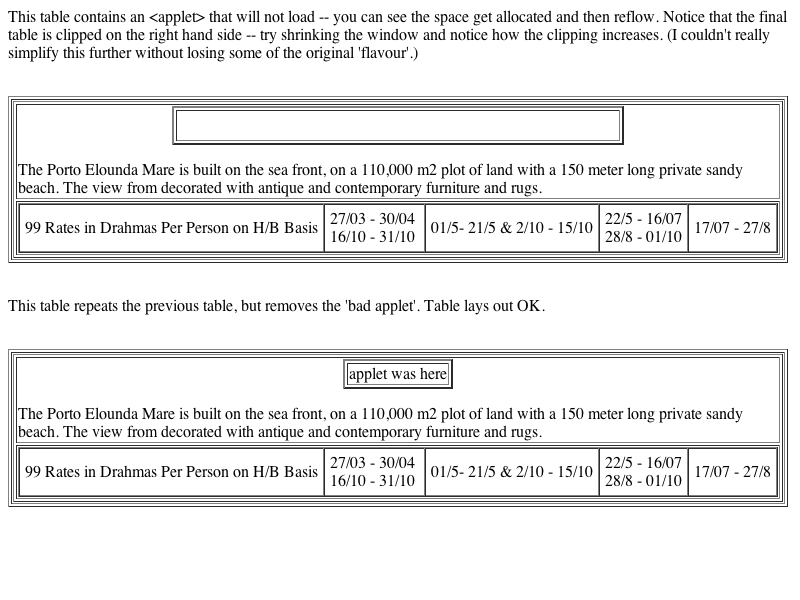 This table contains an <applet> that will not load -- you can see the space get allocated and then reflow. Notice that the final
table is clipped on the right hand side -- try shrinking the window and notice how the clipping increases. (I couldn't really
simplify this further without losing some of the original 'flavour'.)
The Porto Elounda Mare is built on the sea front, on a 110,000 m2 plot of land with a 150 meter long private sandy
beach. The view from decorated with antique and contemporary furniture and rugs.
99 Rates in Drahmas Per Person on H/B Basis
27/03 - 30/04
16/10 - 31/10
01/5- 21/5 & 2/10 - 15/10
22/5 - 16/07
28/8 - 01/10
17/07 - 27/8
This table repeats the previous table, but removes the 'bad applet'. Table lays out OK.
applet was here
The Porto Elounda Mare is built on the sea front, on a 110,000 m2 plot of land with a 150 meter long private sandy
beach. The view from decorated with antique and contemporary furniture and rugs.
99 Rates in Drahmas Per Person on H/B Basis
27/03 - 30/04
16/10 - 31/10
01/5- 21/5 & 2/10 - 15/10
22/5 - 16/07
28/8 - 01/10
17/07 - 27/8